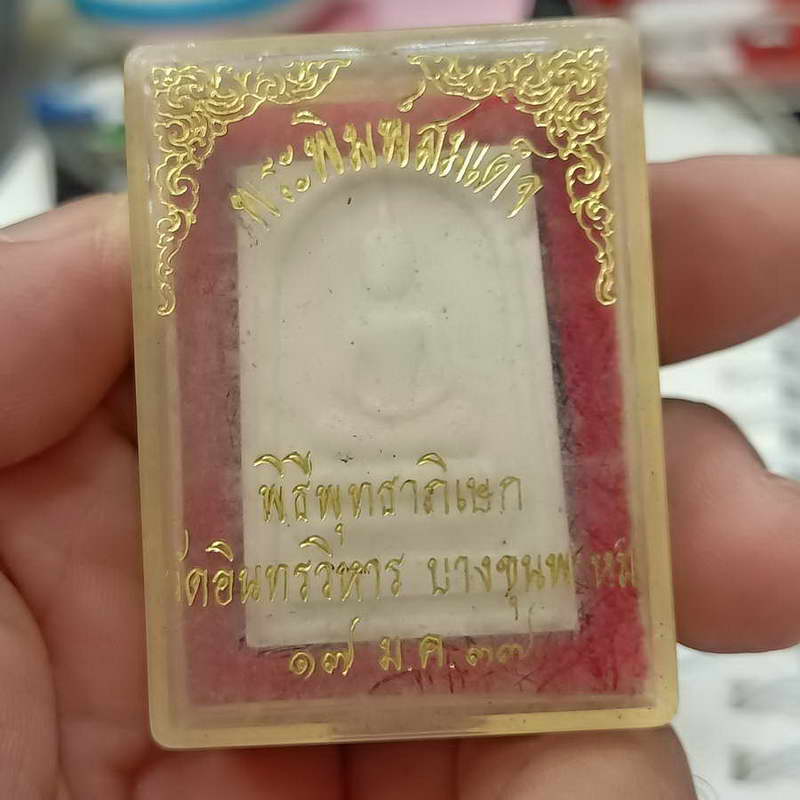 พระพิมพ์สมเด็จ
พิธีพุทธาภิเษก
วัดอินทรวิหาร บางขุนพรหม
๑๗ ม.ค. ๓๗